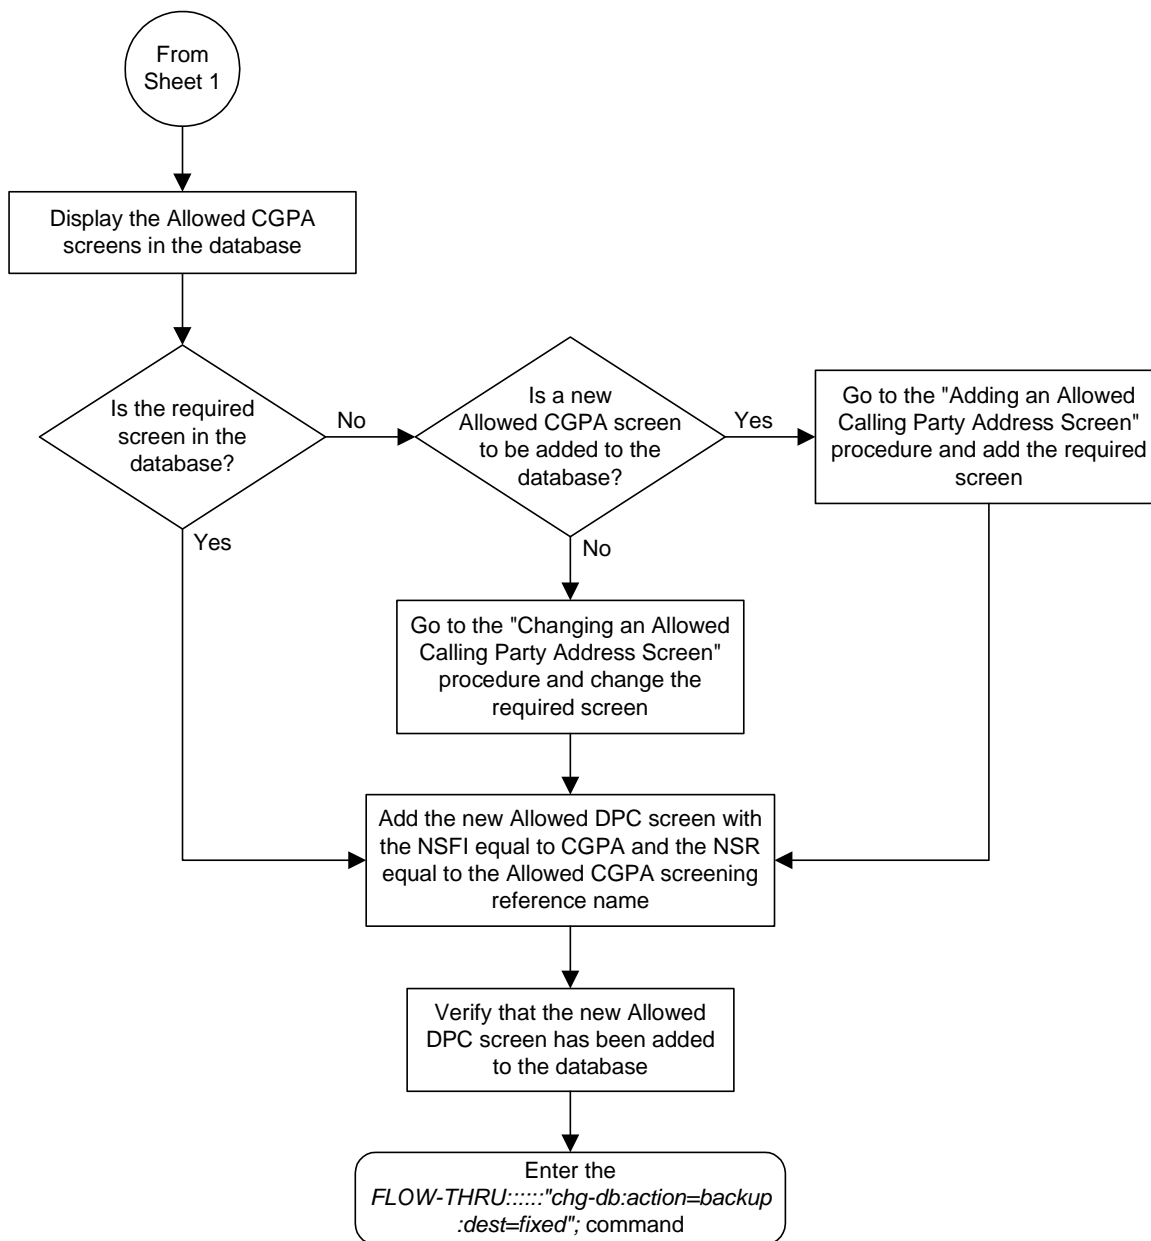 From
Sheet 1
Display the Allowed CGPA
screens in the database
Is the required
screen in the
database?
No
Yes
Is a new
Allowed CGPA screen
to be added to the
database?
Yes
No
Go to the "Adding an Allowed
Calling Party Address Screen"
procedure and add the required
screen
Go to the "Changing an Allowed
Calling Party Address Screen"
procedure and change the
required screen
Add the new Allowed DPC screen with
the NSFI equal to CGPA and the NSR
equal to the Allowed CGPA screening
reference name
Verify that the new Allowed
DPC screen has been added
to the database
Enter the
FLOW-THRU::::::"chg-db:action=backup
:dest=fixed"; command